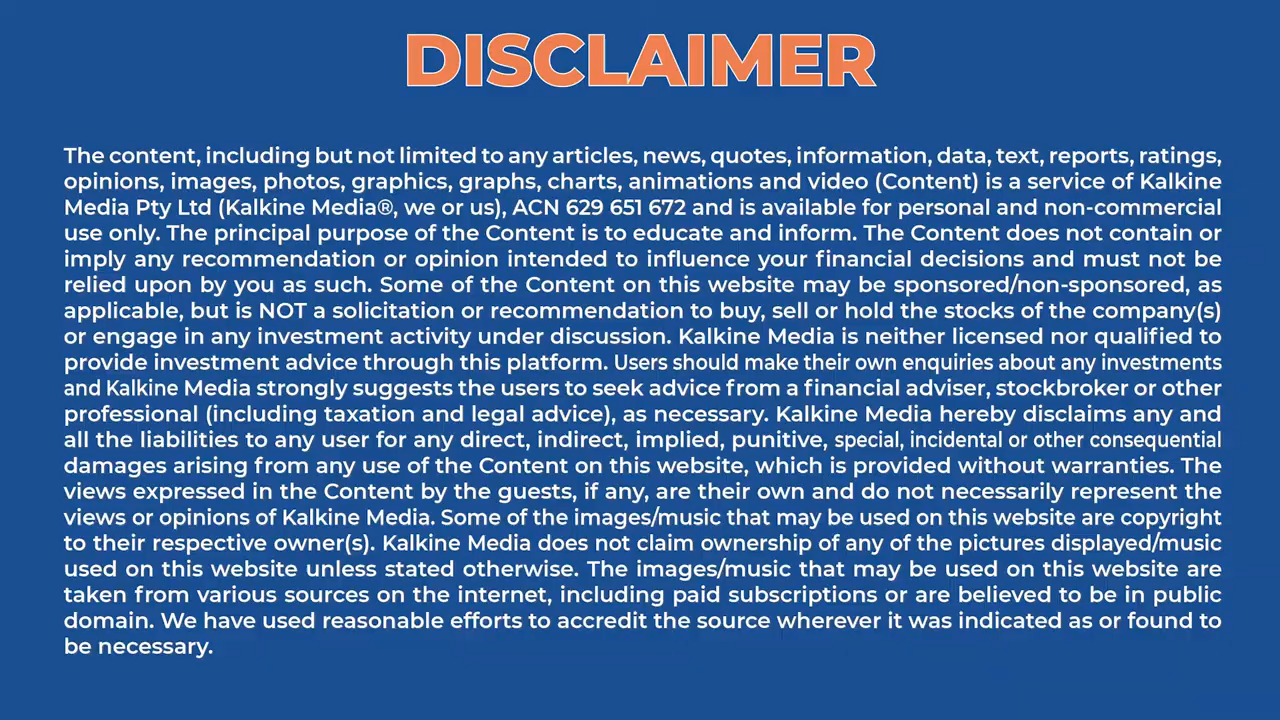 DISCLAIMER
The content, including but not limited to any articles, news, quotes, information, data, text, reports, ratings,
opinions, images, photos, graphics, graphs, charts, animations and video (Content) is a service of Kalkine
Media Pty Ltd (Kalkine Media®, we or us), ACN 629 651 672 and is available for personal and non-commercial
use only. The principal purpose of the Content is to educate and inform. The Content does not contain or
imply any recommendation or opinion intended to influence your financial decisions and must not be
relied upon by you as such. Some of the Content on this website may be sponsored/non-sponsored, as
applicable, but is NOT a solicitation or recommendation to buy, sell or hold the stocks of the company(s)
or engage in any investment activity under discussion. Kalkine Media is neither licensed nor qualified to
provide investment advice through this platform. Users should make their own enquiries about any investments
and Kalkine Media strongly suggests the users to seek advice from a financial adviser, stockbroker or other
professional (including taxation and legal advice), as necessary. Kalkine Media hereby disclaims any and
all the liabilities to any user for any direct, indirect, implied, punitive, special, incidental or other consequential
damages arising from any use of the Content on this website, which is provided without warranties. The
views expressed in the Content by the guests, if any, are their own and do not necessarily represent the
views or opinions of Kalkine Media. Some of the images/music that may be used on this website are copyright
to their respective owner(s). Kalkine Media does not claim ownership of any of the pictures displayed/music
used on this website unless stated otherwise. The images/music that may be used on this website are
taken from various sources on the internet, including paid subscriptions or are believed to be in public
domain. We have used reasonable efforts to accredit the source wherever it was indicated as or found to
be necessary.